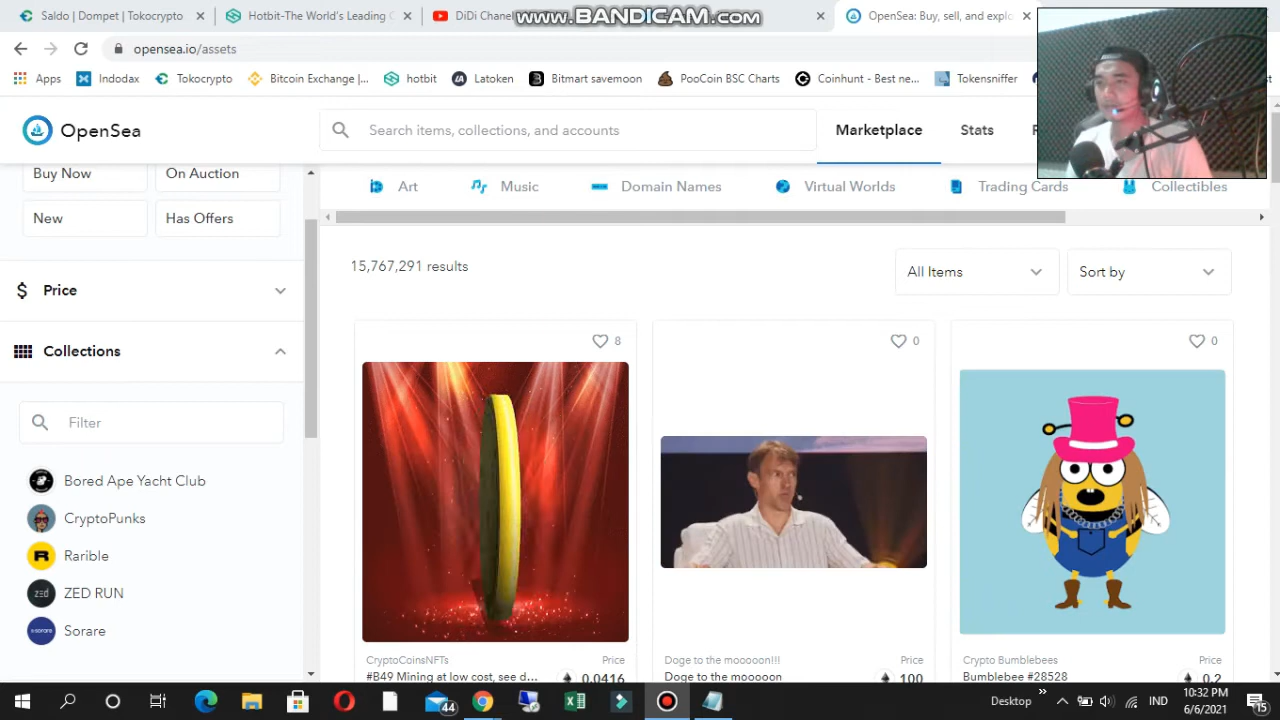 Saldo | Dompet | Tokocrypto
Hotbit-The World's Leading C
DiDi Chanel
www.BANDICAM.com
OpenSea: Buy, sell, and explo
opensea.io/assets
Apps
Indodax
Tokocrypto
Bitcoin Exchange |...
hotbit
Latoken
Bitmart savemoon
PooCoin BSC Charts
Coinhunt - Best ne...
Tokensniffer
OpenSea
Search items, collections, and accounts
Marketplace
Stats
Buy Now
On Auction
New
Has Offers
Art
Music
Domain Names
Virtual Worlds
Trading Cards
Collectibles
15,767,291 results
All Items
Sort by
$ Price
Collections
Filter
Bored Ape Yacht Club
CryptoPunks
Rarible
ZED RUN
Sorare
8
0
0
CryptoCoinsNFTs
Price
#B49 Mining at low cost, see d...
0.0416
Doge to the mooooon!!!
Price
Doge to the mooooon
100
Crypto Bumblebees
Price
Bumblebee #28528
0.2
44
Desktop
IND
10:32 PM
6/6/2021
15